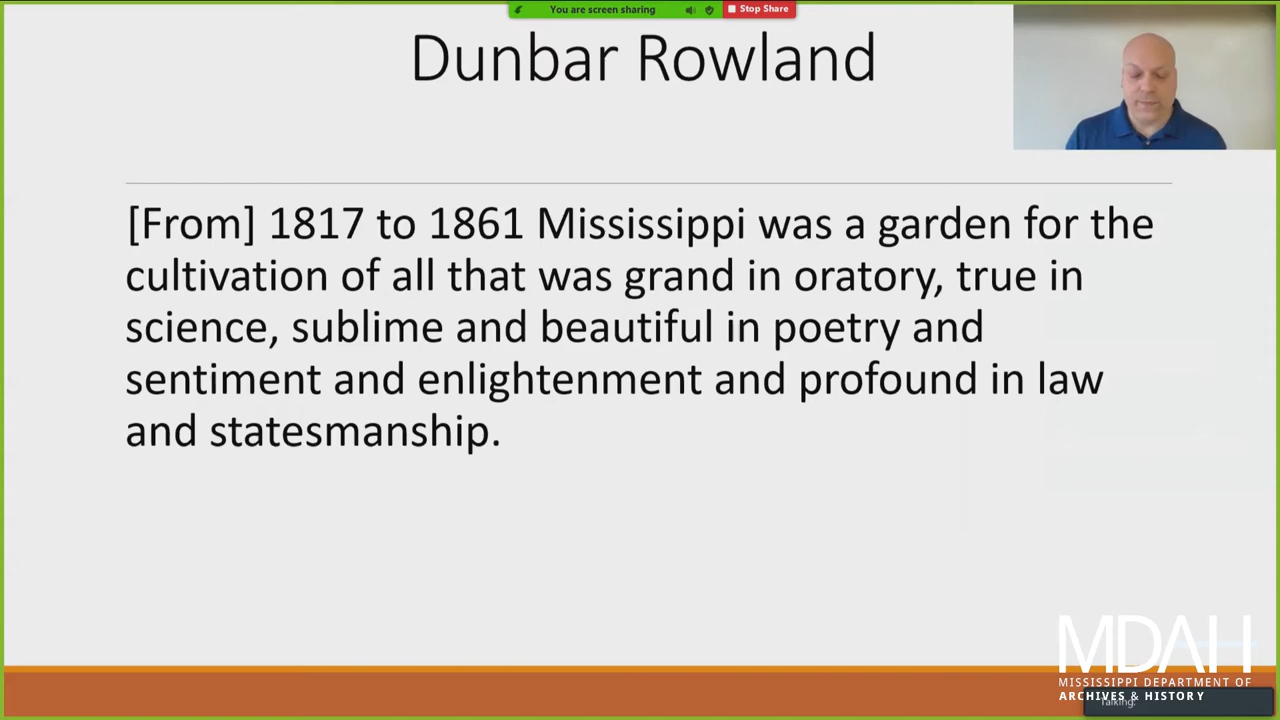 You are screen sharing
Stop Share
Dunbar Rowland
[From] 1817 to 1861 Mississippi was a garden for the
cultivation of all that was grand in oratory, true in
science, sublime and beautiful in poetry and
sentiment and enlightenment and profound in law
and statesmanship.
MDAH
MISSISSIPPI DEPARTMENT OF
ARCHIVES & HISTORY
Talking: